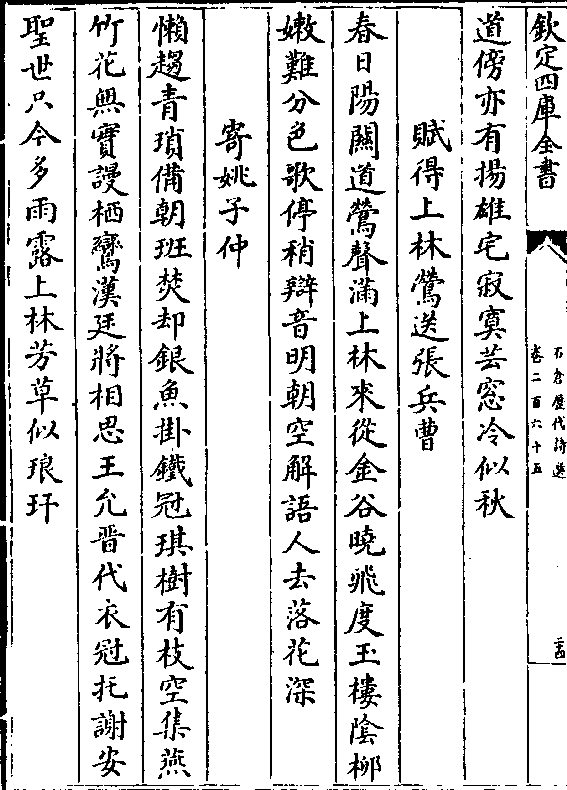 欽定四庫全書
石倉歷代詩選
卷二百六十五
道傍亦有揚雄宅寂寞芸窓冷似秋
賦得上林鶯送張兵曹
春日陽關道鶯聲滿上林來從金谷曉飛度玉樓陰柳
嫩難分色歌停稍辯音明朝空解語人去落花深
寄姚子仲
懶趨青瑣備朝班焚却銀魚掛鐵冠琪樹有枝空集燕
竹花無實謾栖鸞漢廷將相思王允晋代衣冠托謝安
聖世只今多雨露上林芳草似琅玕